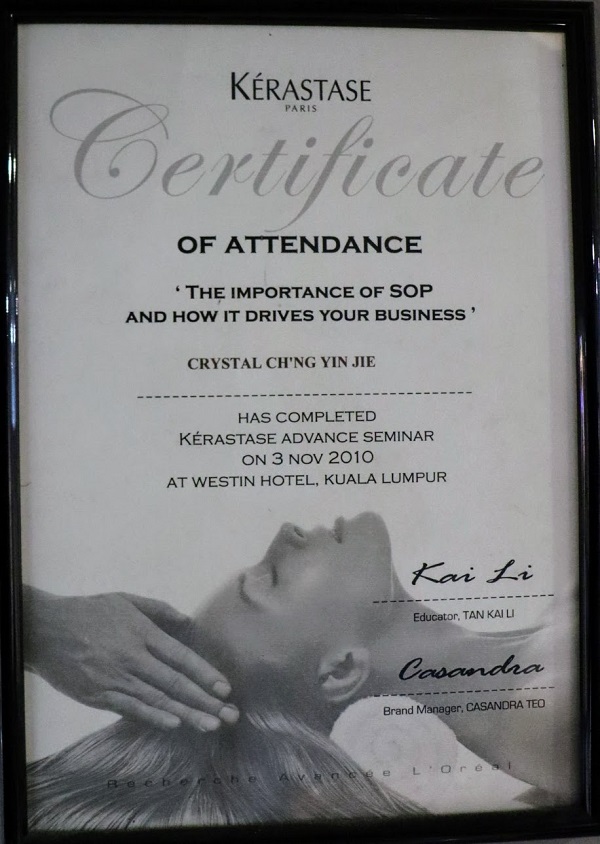 KÉRASTASE
PARIS
Certificate
OF ATTENDANCE
‘ THE IMPORTANCE OF SOP
AND HOW IT DRIVES YOUR BUSINESS ’
CRYSTAL CH'NG YIN JIE
HAS COMPLETED
KÉRASTASE ADVANCE SEMINAR
ON 3 NOV 2010
AT WESTIN HOTEL, KUALA LUMPUR
Kai Li
Educator, TAN KAI LI
Casandra
Brand Manager, CASANDRA TEO
Recherche Avancée L'Oréal